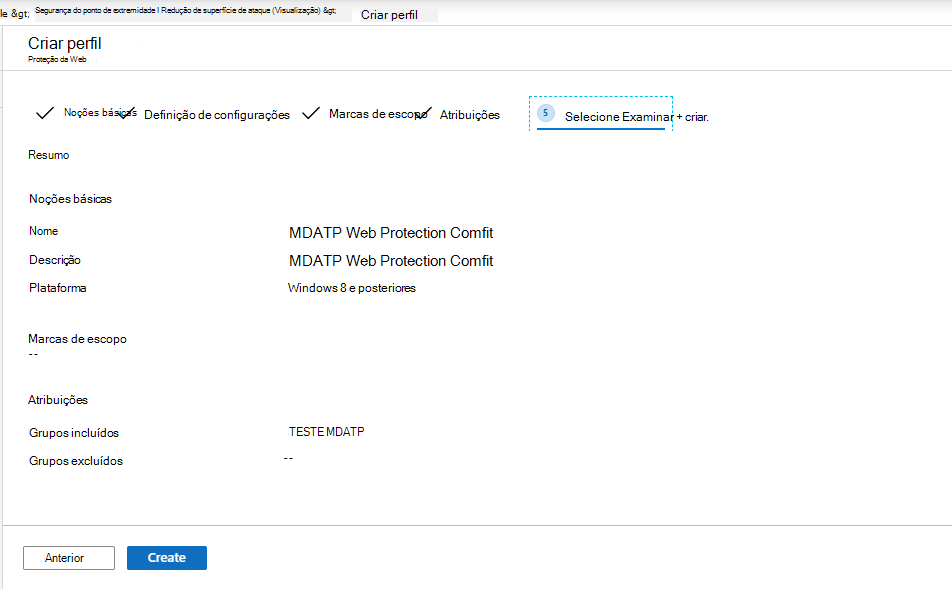 le &gt; Segurança do ponto de extremidade I Redução de superfície de ataque (Visualização) &gt; Criar perfil
Criar perfil
Proteção da Web
Noções básicas Definição de configurações Marcas de escopo Atribuições 5 Selecione Examinar + criar.
Resumo
Noções básicas
Nome MDATP Web Protection Comfit
Descrição MDATP Web Protection Comfit
Plataforma Windows 8 e posteriores
Marcas de escopo
--
Atribuições
Grupos incluídos TESTE MDATP
Grupos excluídos --
Anterior Create